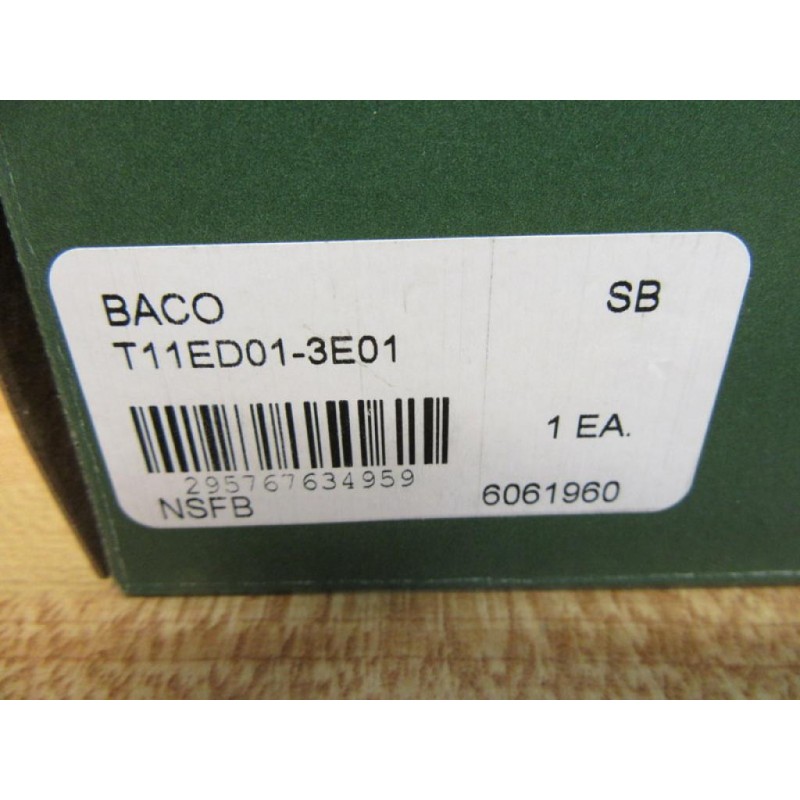 BACO SB
T11ED01-3E01
1 EA.
295767634959
NSFB 6061960